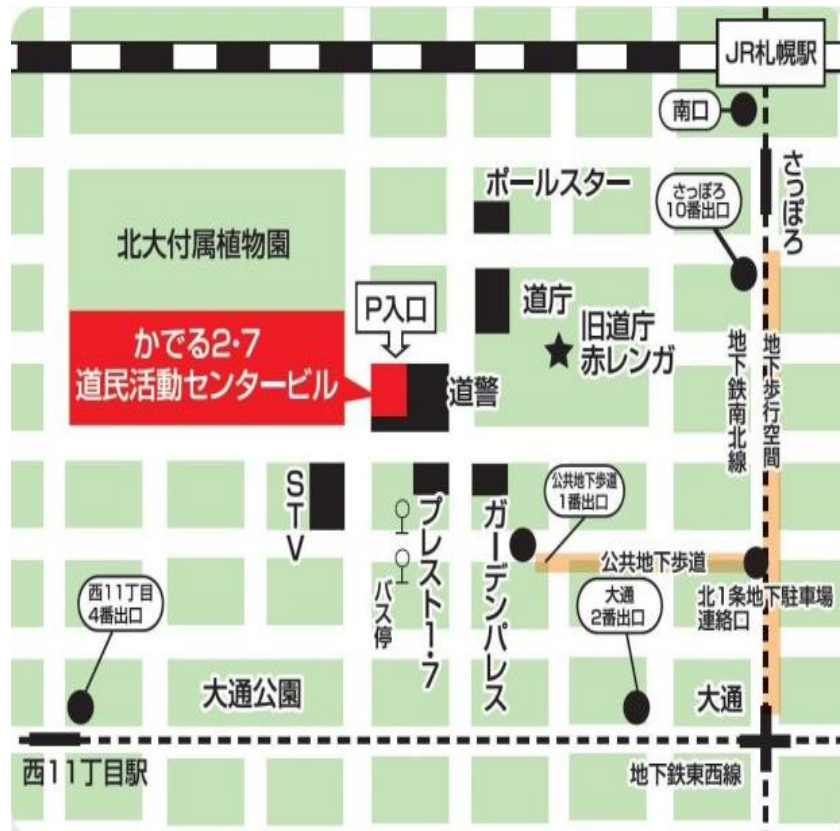 JR札幌駅
南口
さっぽろ
ポールスター
さっぽろ
10番出口
北大付属植物園
P入口
道庁
旧道庁
赤レンガ
かでる2・7
道民活動センタービル
道警
地下鉄南北線
地下歩行空間
STV
プレスト1・7
ガーデンパレス
公共地下歩道
1番出口
公共地下歩道
バス停
西11丁目
4番出口
大通
2番出口
北1条地下駐車場
連絡口
大通公園
大通
西11丁目駅
地下鉄東西線